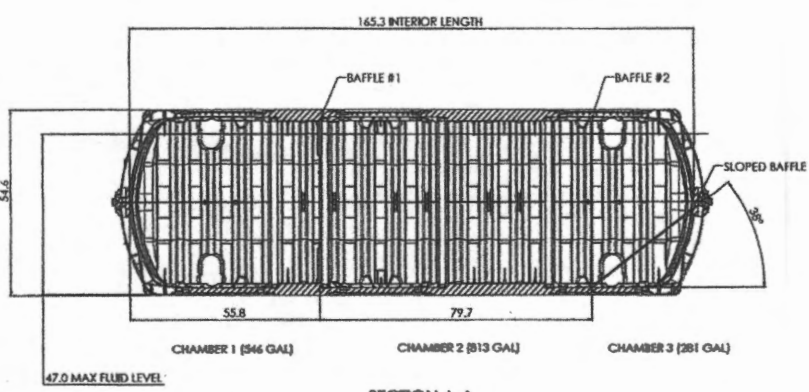 165.3 INTERIOR LENGTH
BAFFLE #1
BAFFLE #2
54.6
SLOPED BAFFLE
38°
55.8
79.7
CHAMBER 1 (546 GAL)
CHAMBER 2 (813 GAL)
CHAMBER 3 (281 GAL)
47.0 MAX FLUID LEVEL